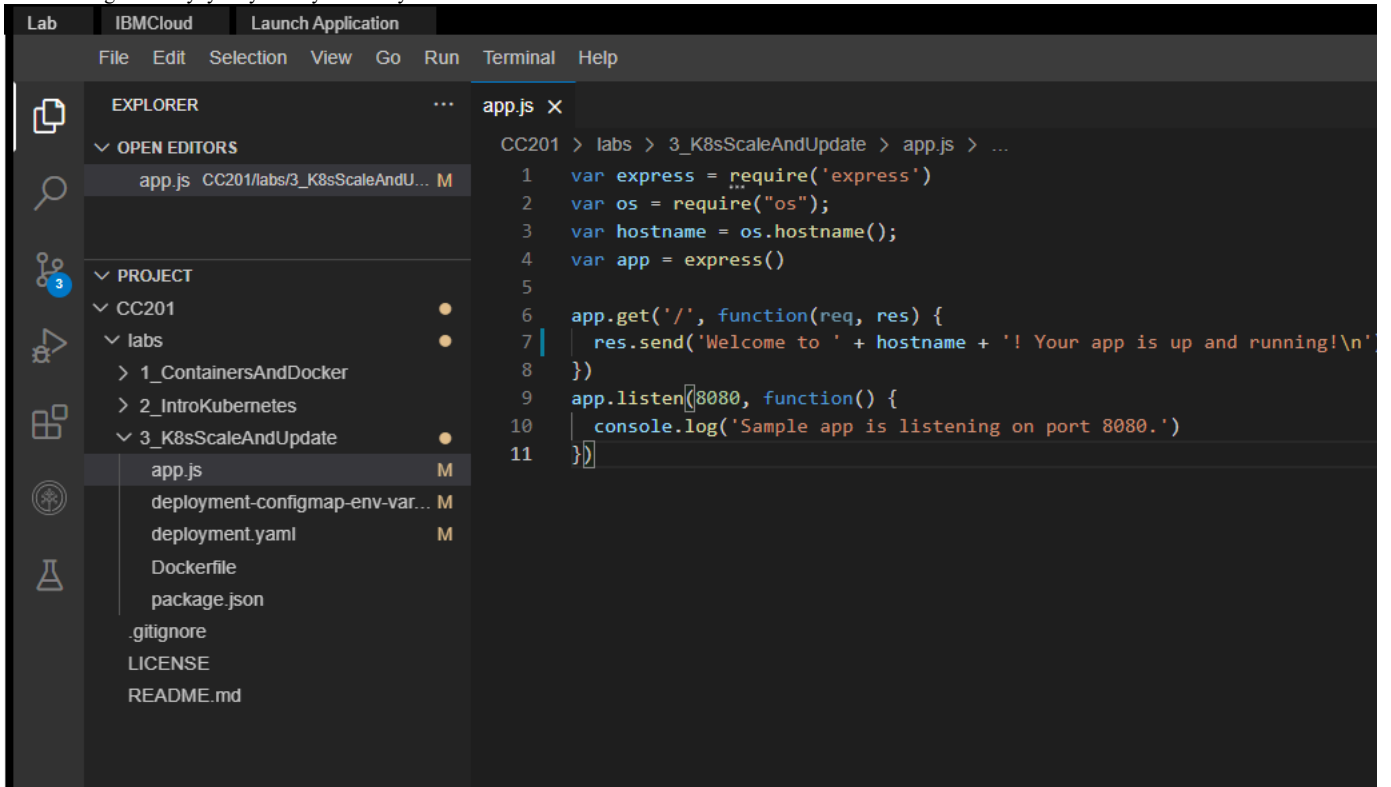 Lab IBMCloud Launch Application
File Edit Selection View Go Run Terminal Help
EXPLORER ...
OPEN EDITORS
app.js CC201/labs/3_K8sScaleAndU... M
3
PROJECT
CC201
labs
1_ContainersAndDocker
2_IntroKubernetes
3_K8sScaleAndUpdate
app.js M
deployment-configmap-env-var... M
deployment.yaml M
Dockerfile
package.json
.gitignore
LICENSE
README.md
app.js ×
CC201 > labs > 3_K8sScaleAndUpdate > app.js > ...
1 var express = require('express')
2 var os = require("os");
3 var hostname = os.hostname();
4 var app = express()
5
6 app.get('/', function(req, res) {
7 res.send('Welcome to ' + hostname + '! Your app is up and running!\n')
8 })
9 app.listen(8080, function() {
10 console.log('Sample app is listening on port 8080.')
11 })